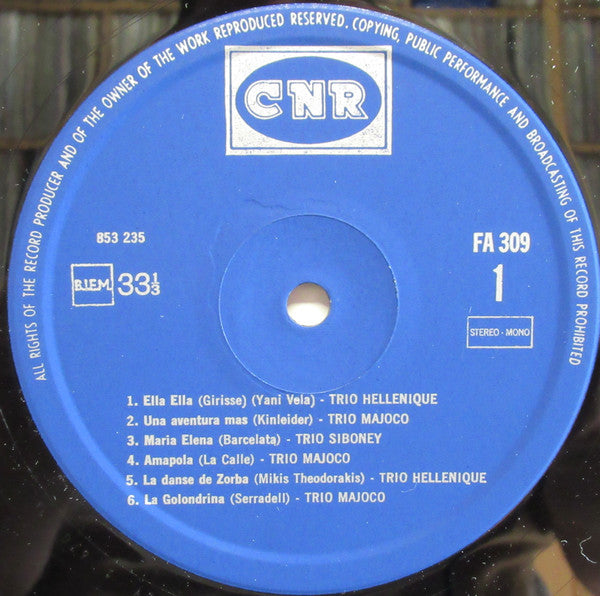 ALL RIGHTS OF THE RECORD PRODUCER AND OF THE OWNER OF THE WORK REPRODUCED RESERVED. COPYING, PUBLIC PERFORMANCE AND BROADCASTING OF THIS RECORD PROHIBITED
CNR
853 235
FA 309
B.I.E.M.
33 1/3
1
STEREO - MONO
1. Ella Ella (Girisse) (Yani Vela) - TRIO HELLENIQUE
2. Una aventura mas (Kinleider) - TRIO MAJOCO
3. Maria Elena (Barcelata) - TRIO SIBONEY
4. Amapola (La Calle) - TRIO MAJOCO
5. La danse de Zorba (Mikis Theodorakis) - TRIO HELLENIQUE
6. La Golondrina (Serradell) - TRIO MAJOCO